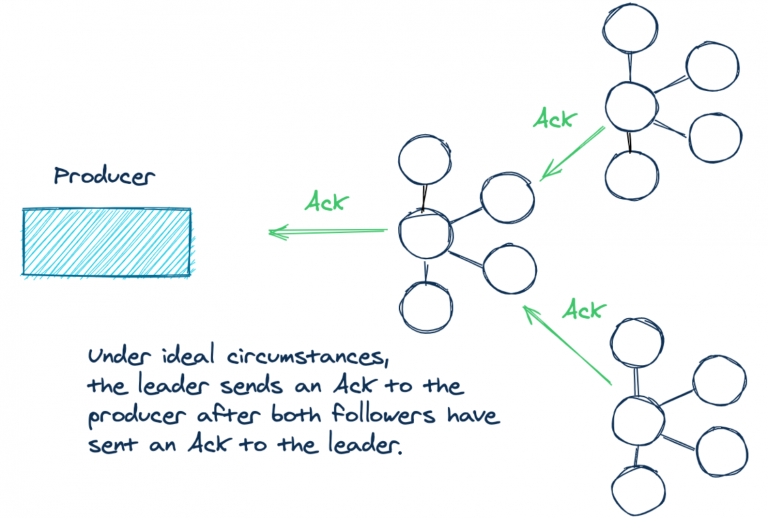 Producer
Ack
Ack
Ack
Under ideal circumstances,
the leader sends an Ack to the
producer after both followers have
sent an Ack to the leader.